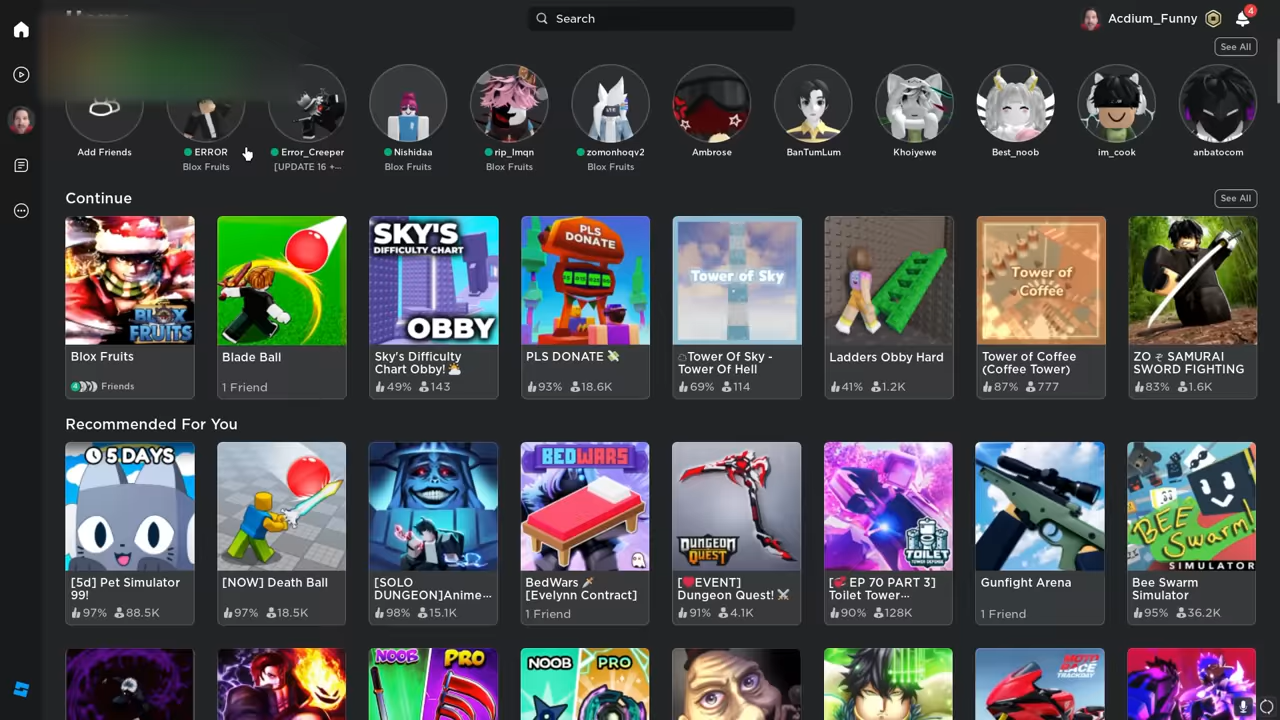 Search
Acdium_Funny
4
See All
Add Friends
ERROR
Blox Fruits
Error_Creeper
[UPDATE 16 +...
Nishidaa
Blox Fruits
rip_lmqn
Blox Fruits
zomonhoqv2
Blox Fruits
Ambrose
BanTumLum
Khoiyewe
Best_noob
im_cook
anbatocom
Continue
See All
BLOX
FRUITS
Blox Fruits
4 Friends
Blade Ball
1 Friend
SKY'S
DIFFICULTY CHART
OBBY
Sky's Difficulty
Chart Obby!
49% 143
PLS
DONATE
PLS DONATE
93% 18.6K
Tower of Sky
Tower Of Sky -
Tower Of Hell
69% 114
Ladders Obby Hard
41% 1.2K
Tower of
Coffee
Tower of Coffee
(Coffee Tower)
87% 777
ZO そ SAMURAI
SWORD FIGHTING
83% 1.6K
Recommended For You
5 DAYS
[5d] Pet Simulator
99!
97% 88.5K
[NOW] Death Ball
97% 18.5K
[SOLO
DUNGEON]Anime...
98% 15.1K
BEDWARS
BedWars
[Evelynn Contract]
1 Friend
DUNGEON
QUEST
[EVENT]
Dungeon Quest!
91% 4.1K
TOILET
TOWER DEFENSE
[EP 70 PART 3]
Toilet Tower...
90% 128K
Gunfight Arena
1 Friend
BEE
Swarm!
SIMULATOR
Bee Swarm
Simulator
95% 36.2K
NOOB PRO
NOOB PRO
MOTO
RACE
TRACKDAY